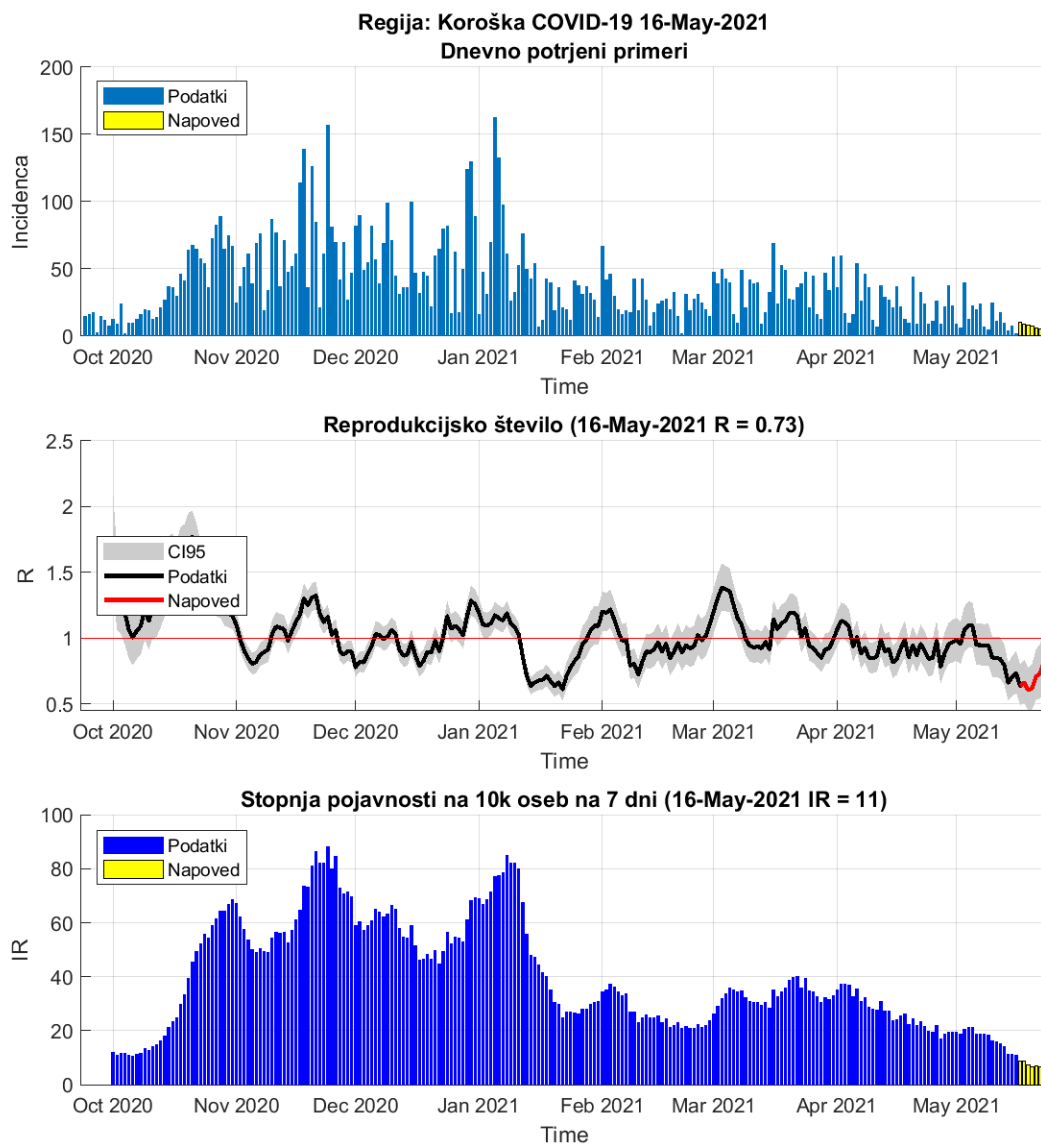 Regija: Koroška COVID-19 16-May-2021
Dnevno potrjeni primeri
200
150
100
50
0
Incidenca
Podatki
Napoved
Oct 2020 Nov 2020 Dec 2020 Jan 2021 Feb 2021 Mar 2021 Apr 2021 May 2021
Time
Reprodukcijsko število (16-May-2021 R = 0.73)
2.5
2
1.5
1
0.5
R
CI95
Podatki
Napoved
Oct 2020 Nov 2020 Dec 2020 Jan 2021 Feb 2021 Mar 2021 Apr 2021 May 2021
Time
Stopnja pojavnosti na 10k oseb na 7 dni (16-May-2021 IR = 11)
100
80
60
40
20
0
IR
Podatki
Napoved
Oct 2020 Nov 2020 Dec 2020 Jan 2021 Feb 2021 Mar 2021 Apr 2021 May 2021
Time